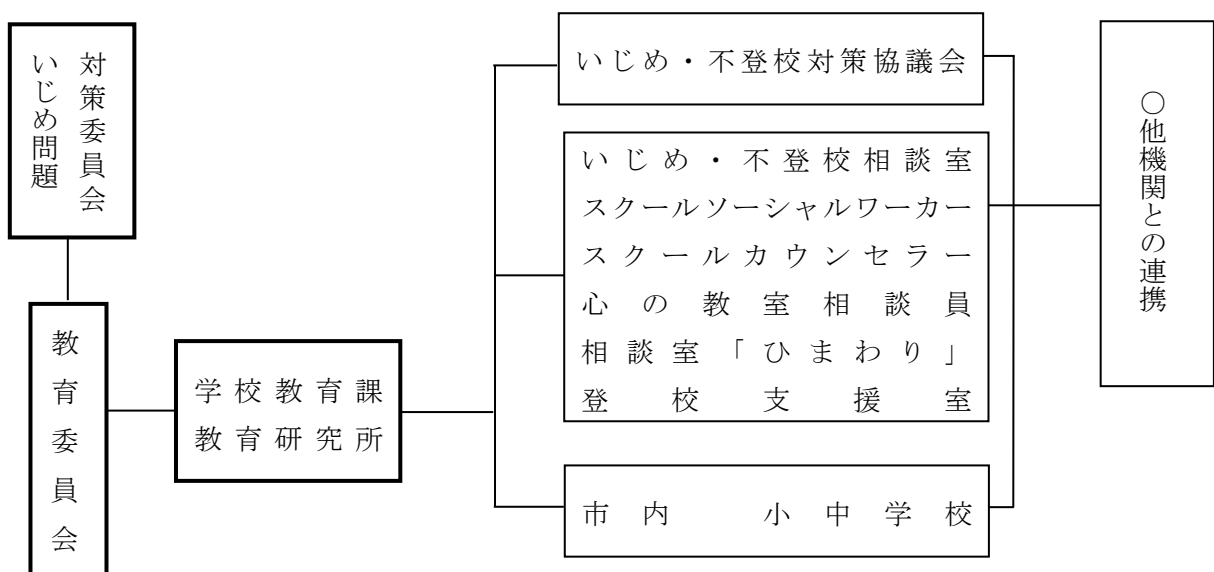 いじめ問題
対策委員会
教育委員会
学校教育課
教育研究所
いじめ・不登校対策協議会
いじめ・不登校相談室
スクールソーシャルワーカー
スクールカウンセラー
心の教室相談員
相談室「ひまわり」
登校支援室
市内　小中学校
○他機関との連携